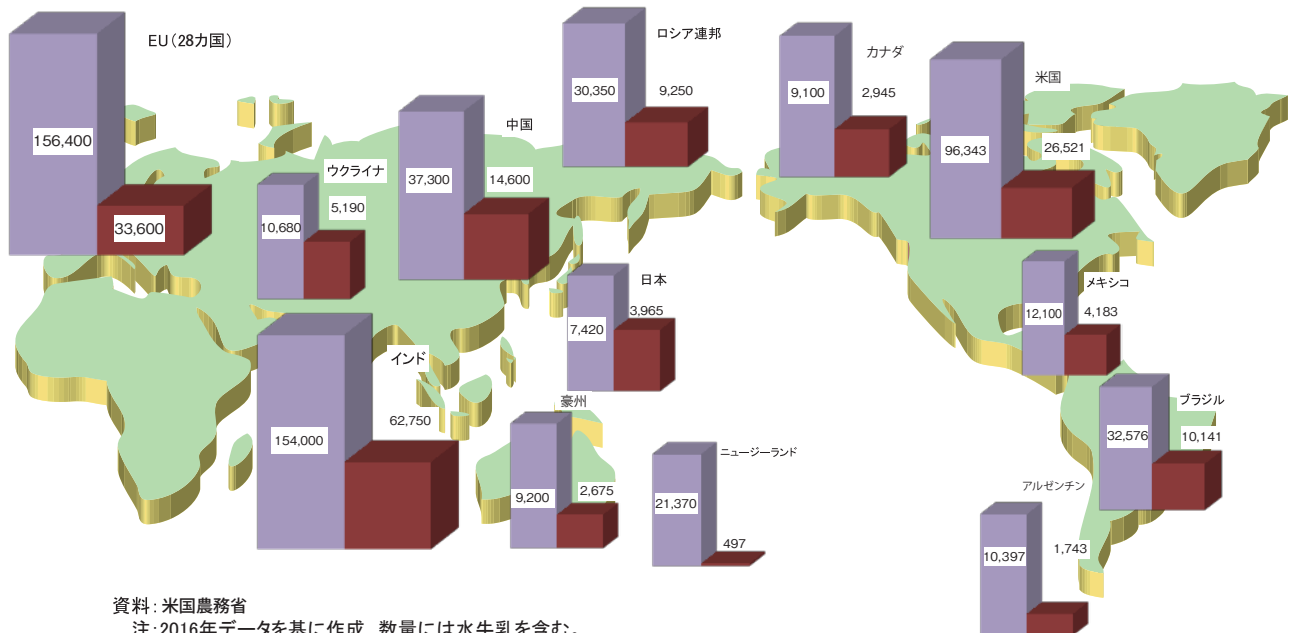 EU（28カ国）
156,400
33,600
ウクライナ
10,680
5,190
中国
37,300
14,600
ロシア連邦
30,350
9,250
カナダ
9,100
2,945
米国
96,343
26,521
日本
7,420
3,965
メキシコ
12,100
4,183
インド
154,000
62,750
豪州
9,200
2,675
ニュージーランド
21,370
497
ブラジル
32,576
10,141
アルゼンチン
10,397
1,743
資料：米国農務省
注：2016年データを基に作成。数量には水牛乳を含む。